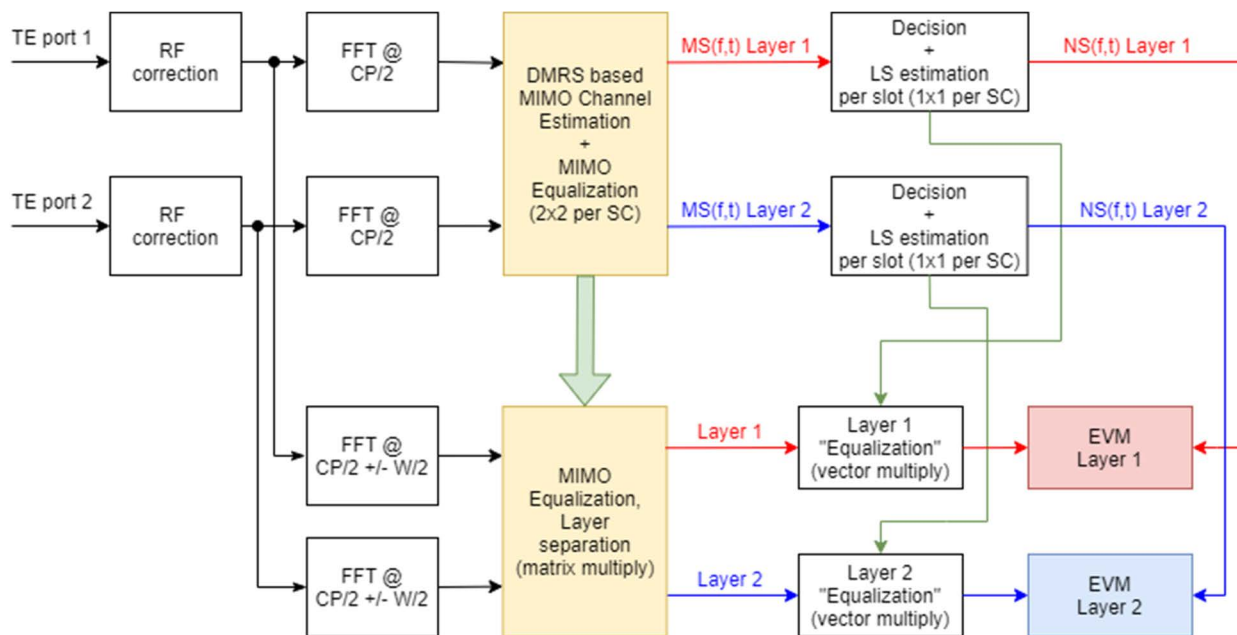 TE port 1
RF
correction
FFT @
CP/2
DMRS based
MIMO Channel
Estimation
+
MIMO
Equalization
(2x2 per SC)
MS(f,t) Layer 1
Decision
+
LS estimation
per slot (1x1 per SC)
NS(f,t) Layer 1
TE port 2
RF
correction
FFT @
CP/2
MS(f,t) Layer 2
Decision
+
LS estimation
per slot (1x1 per SC)
NS(f,t) Layer 2
FFT @
CP/2 +/- W/2
MIMO
Equalization,
Layer
separation
(matrix multiply)
Layer 1
Layer 1
"Equalization"
(vector multiply)
EVM
Layer 1
FFT @
CP/2 +/- W/2
Layer 2
Layer 2
"Equalization"
(vector multiply)
EVM
Layer 2